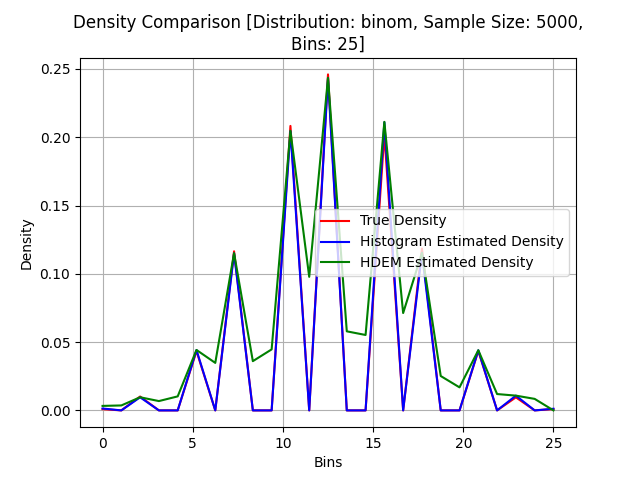 Density Comparison [Distribution: binom, Sample Size: 5000,
Bins: 25]
0.25
0.20
0.15
0.10
0.05
0.00
Density
True Density
Histogram Estimated Density
HDEM Estimated Density
0 5 10 15 20 25
Bins